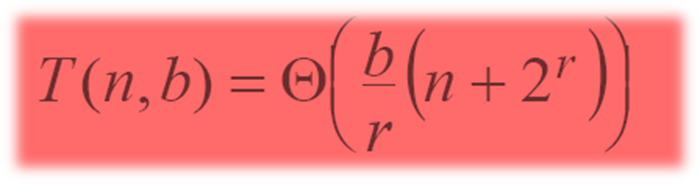 T(n, b) = Θ(b/r (n + 2^r))